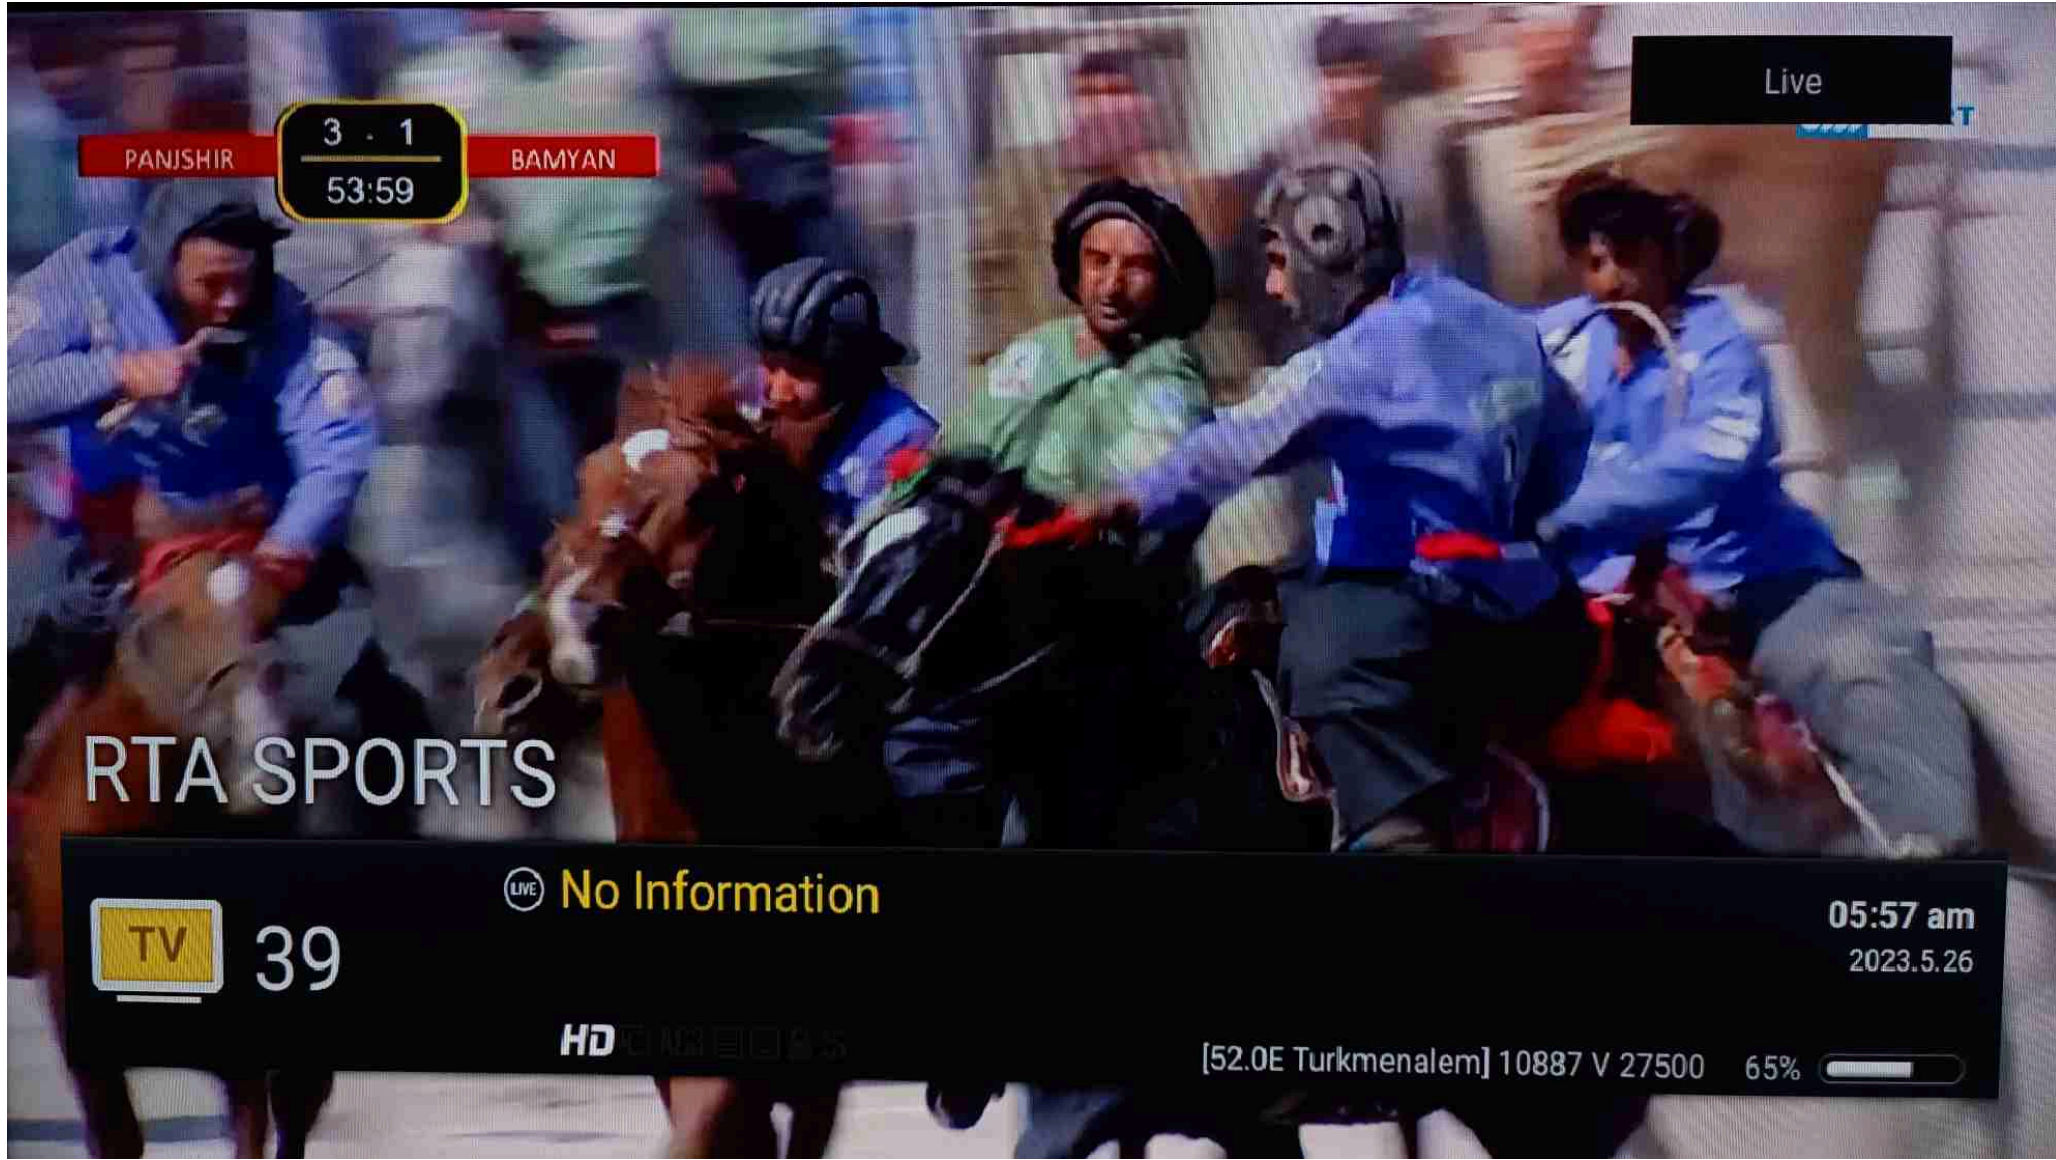 Live
T
PANJSHIR
3 - 1
BAMYAN
53:59
RTA SPORTS
LIVE
No Information
TV
39
05:57 am
2023.5.26
HD
[52.0E Turkmenalem] 10887 V 27500
65%